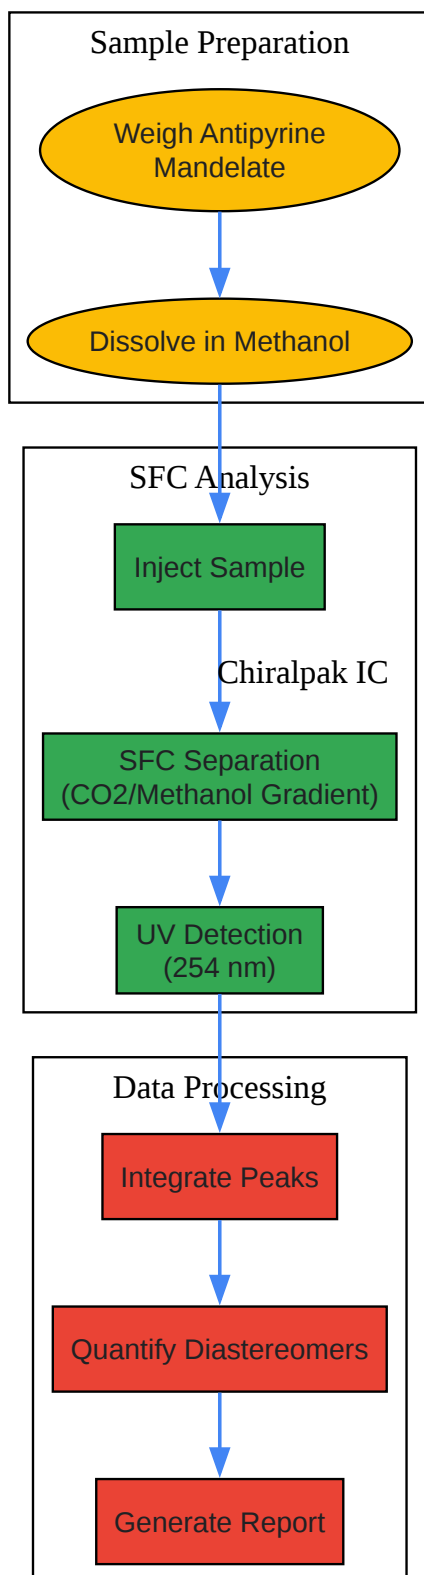 Sample Preparation
Weigh Antipyrine
Mandelate
Dissolve in Methanol
SFC Analysis
Inject Sample
Chiralpak IC
SFC Separation
(CO2/Methanol Gradient)
UV Detection
(254 nm)
Data Processing
Integrate Peaks
Quantify Diastereomers
Generate Report